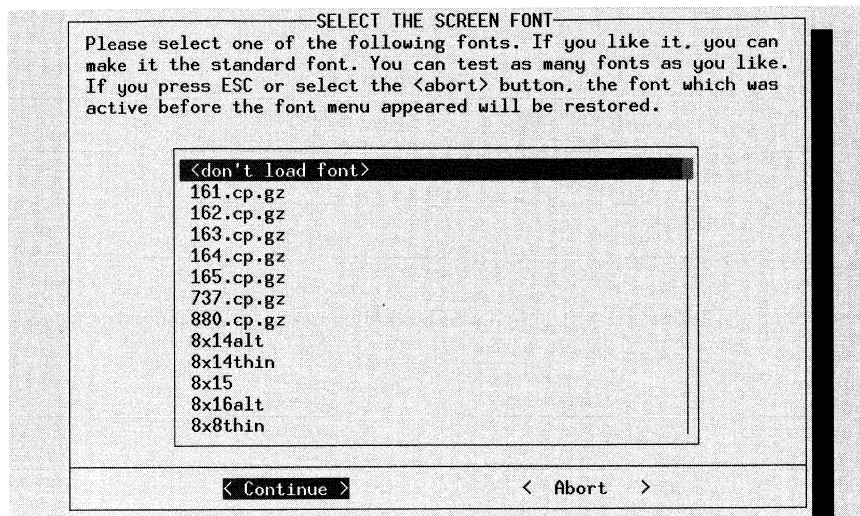 SELECT THE SCREEN FONT
Please select one of the following fonts. If you like it, you can
make it the standard font. You can test as many fonts as you like.
If you press ESC or select the <abort> button, the font which was
active before the font menu appeared will be restored.
<don't load font>
161.cp.gz
162.cp.gz
163.cp.gz
164.cp.gz
165.cp.gz
737.cp.gz
880.cp.gz
8x14alt
8x14thin
8x15
8x16alt
8x8thin
< Continue > < Abort >